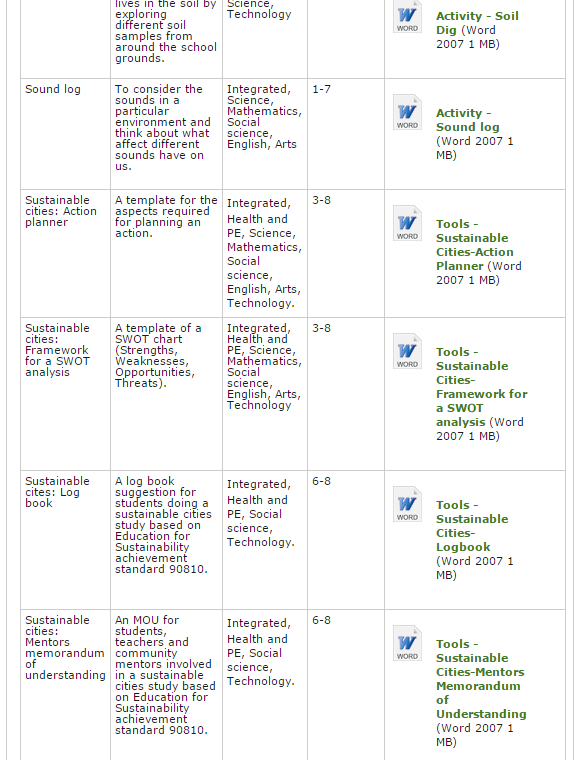 lives in the soil by
exploring
different soil
samples from
around the school
grounds.
Science,
Technology
WORD
Activity - Soil
Dig (Word
2007 1 MB)
Sound log
To consider the
sounds in a
particular
environment and
think about what
affect different
sounds have on
us.
Integrated,
Science,
Mathematics,
Social
science,
English, Arts
1-7
WORD
Activity -
Sound log
(Word 2007 1
MB)
Sustainable
cities: Action
planner
A template for the
aspects required
for planning an
action.
Integrated,
Health and
PE, Science,
Mathematics,
Social
science,
English, Arts,
Technology.
3-8
WORD
Tools -
Sustainable
Cities-Action
Planner (Word
2007 1 MB)
Sustainable
cities:
Framework
for a SWOT
analysis
A template of a
SWOT chart
(Strengths,
Weaknesses,
Opportunities,
Threats).
Integrated,
Health and
PE, Science,
Mathematics,
Social
science,
English, Arts,
Technology
3-8
WORD
Tools -
Sustainable
Cities-
Framework for
a SWOT
analysis (Word
2007 1 MB)
Sustainable
cites: Log
book
A log book
suggestion for
students doing a
sustainable cities
study based on
Education for
Sustainability
achievement
standard 90810.
Integrated,
Health and
PE, Social
science,
Technology.
6-8
WORD
Tools -
Sustainable
Cities-
Logbook
(Word 2007 1
MB)
Sustainable
cities:
Mentors
memorandum
of
understanding
An MOU for
students,
teachers and
community
mentors involved
in a sustainable
cities study based
on Education for
Sustainability
achievement
standard 90810.
Integrated,
Health and
PE, Social
science,
Technology.
6-8
WORD
Tools -
Sustainable
Cities-Mentors
Memorandum
of
Understanding
(Word 2007 1
MB)